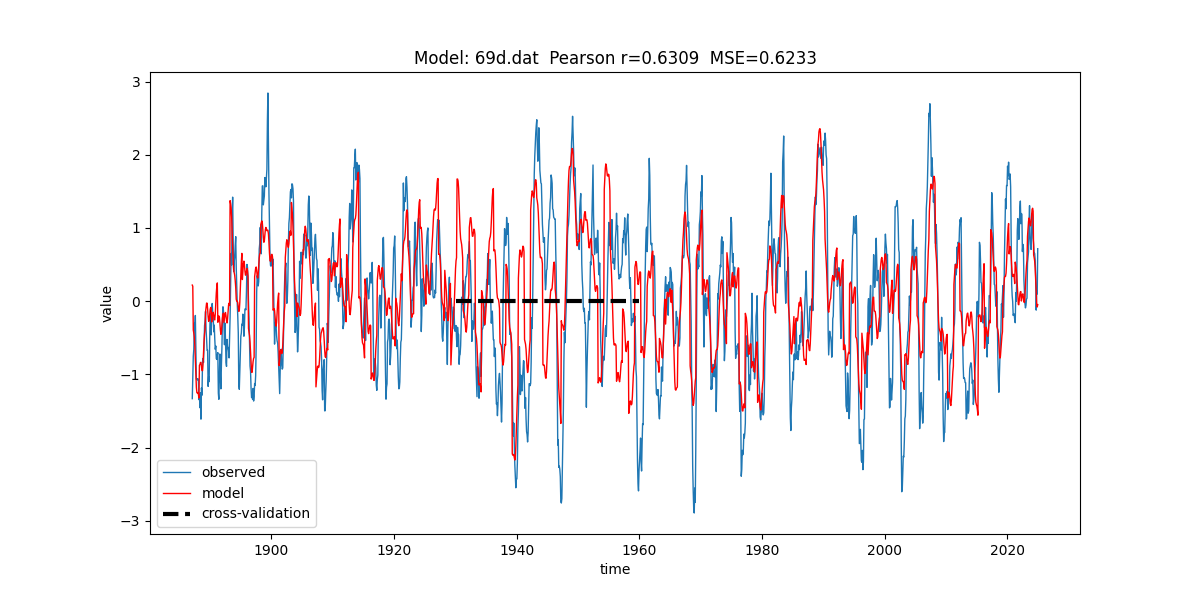 Model: 69d.dat  Pearson r=0.6309  MSE=0.6233
value
3
2
1
0
−1
−2
−3
observed
model
cross-validation
1900 1920 1940 1960 1980 2000 2020
time